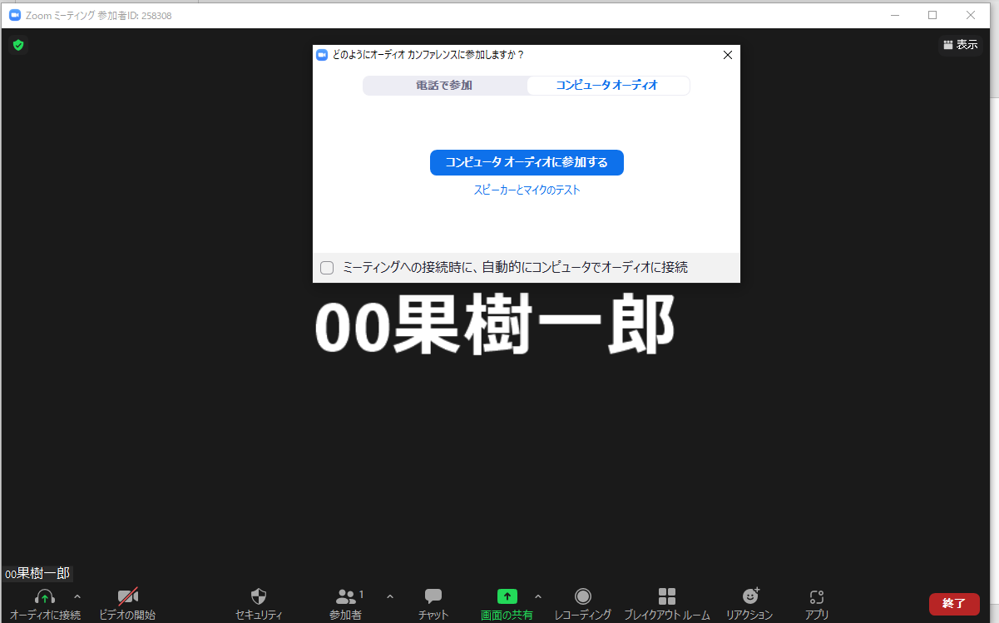 Zoom ミーティング 参加者ID: 258308
表示
どのようにオーディオ カンファレンスに参加しますか？
電話で参加
コンピュータ オーディオ
コンピュータ オーディオに参加する
スピーカーとマイクのテスト
ミーティングへの接続時に、自動的にコンピュータでオーディオに接続
00果樹一郎
00果樹一郎
1
オーディオに接続
ビデオの開始
セキュリティ
参加者
チャット
画面の共有
レコーディング
ブレイクアウト ルーム
リアクション
アプリ
終了